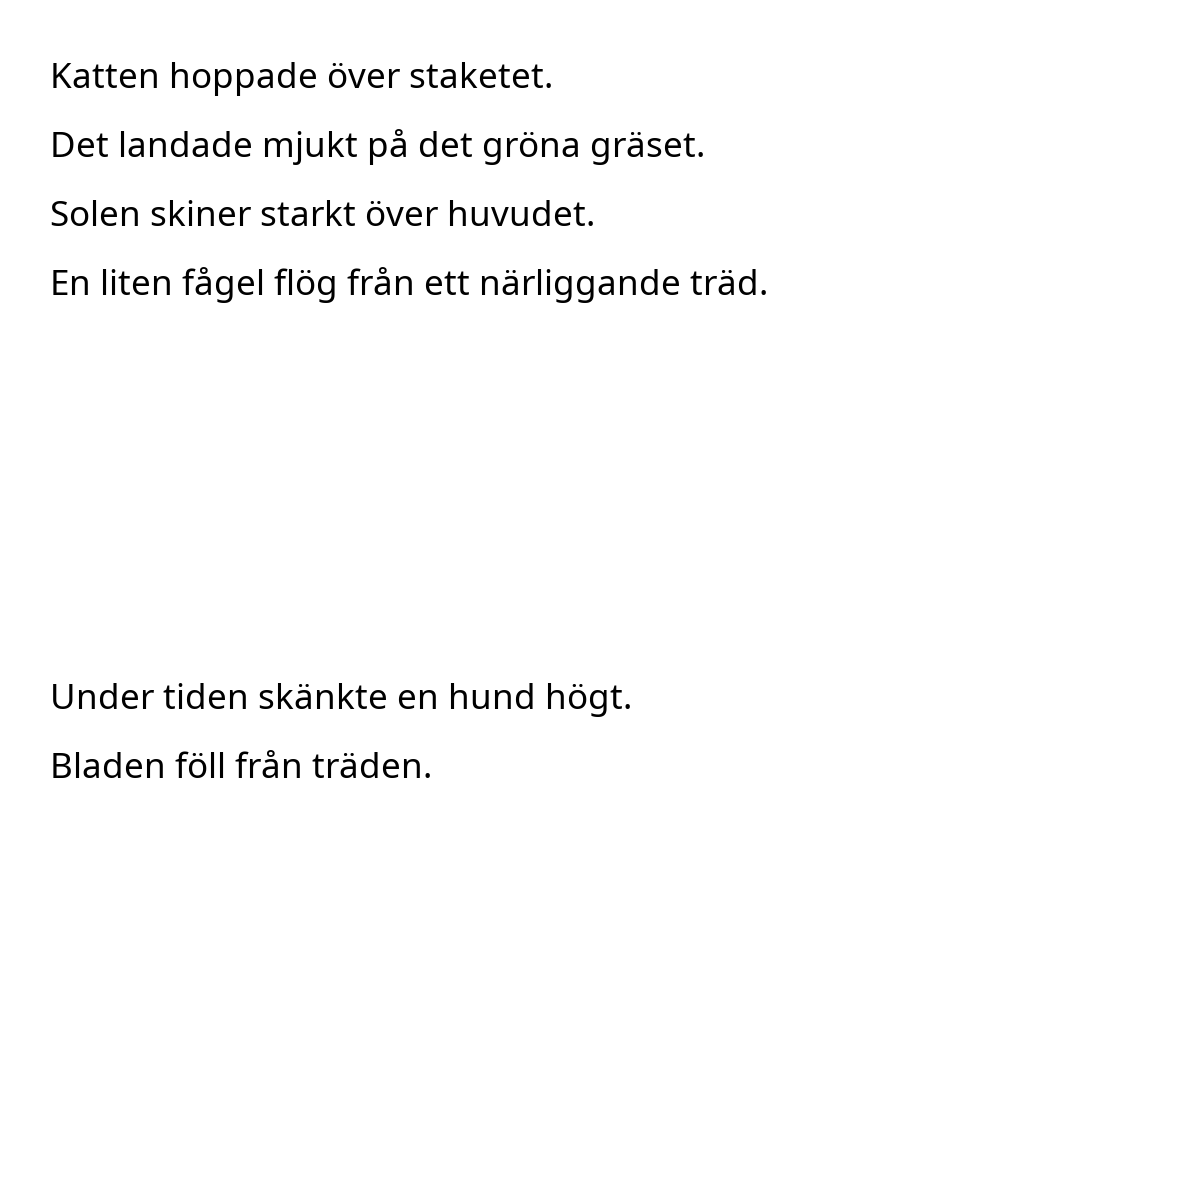 Katten hoppade över staketet.
Det landade mjukt på det gröna gräset.
Solen skiner starkt över huvudet.
En liten fågel flög från ett närliggande träd.
Under tiden skänkte en hund högt.
Bladen föll från träden.